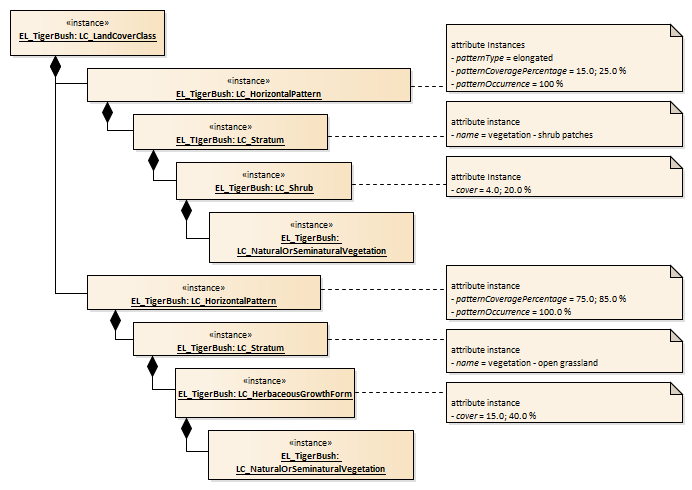 «instance»
EL_TigerBush: LC_LandCoverClass
«instance»
EL_TigerBush: LC_HorizontalPattern
attribute Instances
- patternType = elongated
- patternCoveragePercentage = 15.0; 25.0 %
- patternOccurrence = 100 %
«instance»
EL_TIgerBush: LC_Stratum
attribute instance
- name = vegetation - shrub patches
«instance»
EL_TigerBush: LC_Shrub
attribute Instance
- cover = 4.0; 20.0 %
«instance»
EL_TigerBush:
LC_NaturalOrSeminaturalVegetation
«instance»
EL_TigerBush: LC_HorizontalPattern
attribute instance
- patternCoveragePercentage = 75.0; 85.0 %
- patternOccurence = 100.0 %
«instance»
EL_TigerBush: LC_Stratum
attribute instance
- name = vegetation - open grassland
«instance»
EL_TigerBush: LC_HerbaceousGrowthForm
attribute instance
- cover = 15.0; 40.0 %
«instance»
EL_TigerBush:
LC_NaturalOrSeminaturalVegetation